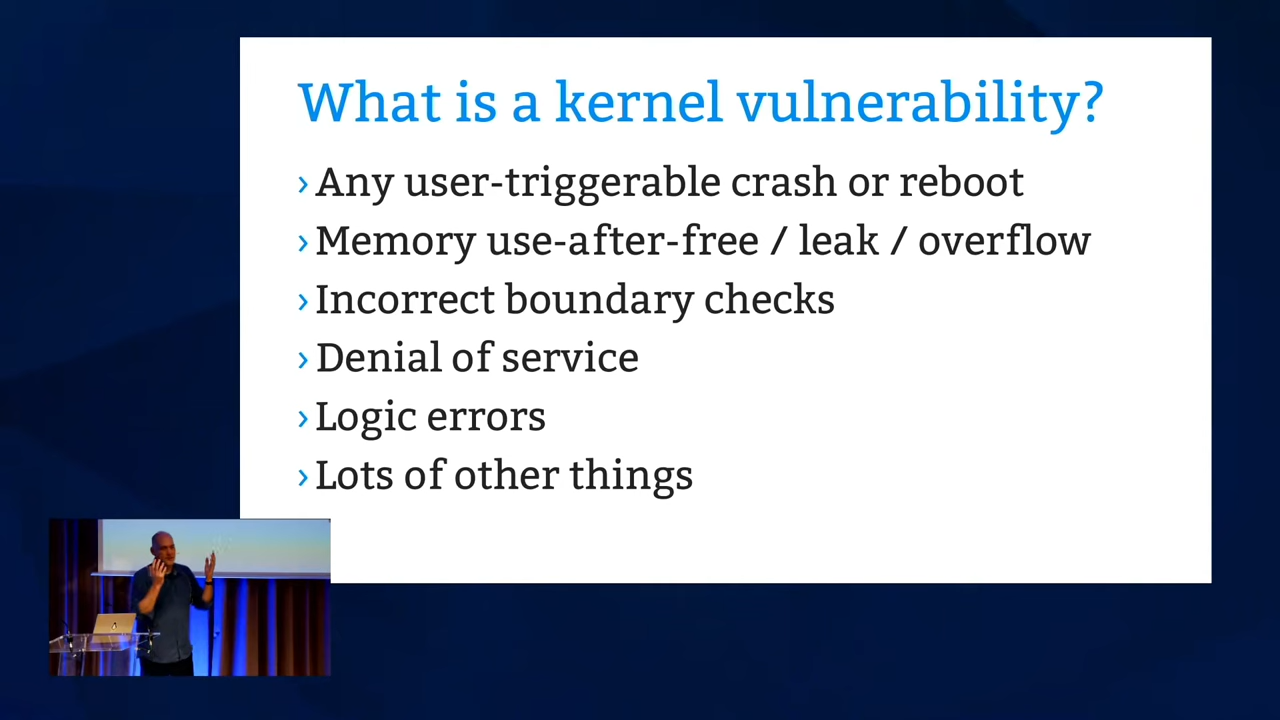 What is a kernel vulnerability?
› Any user-triggerable crash or reboot
› Memory use-after-free / leak / overflow
› Incorrect boundary checks
› Denial of service
› Logic errors
› Lots of other things